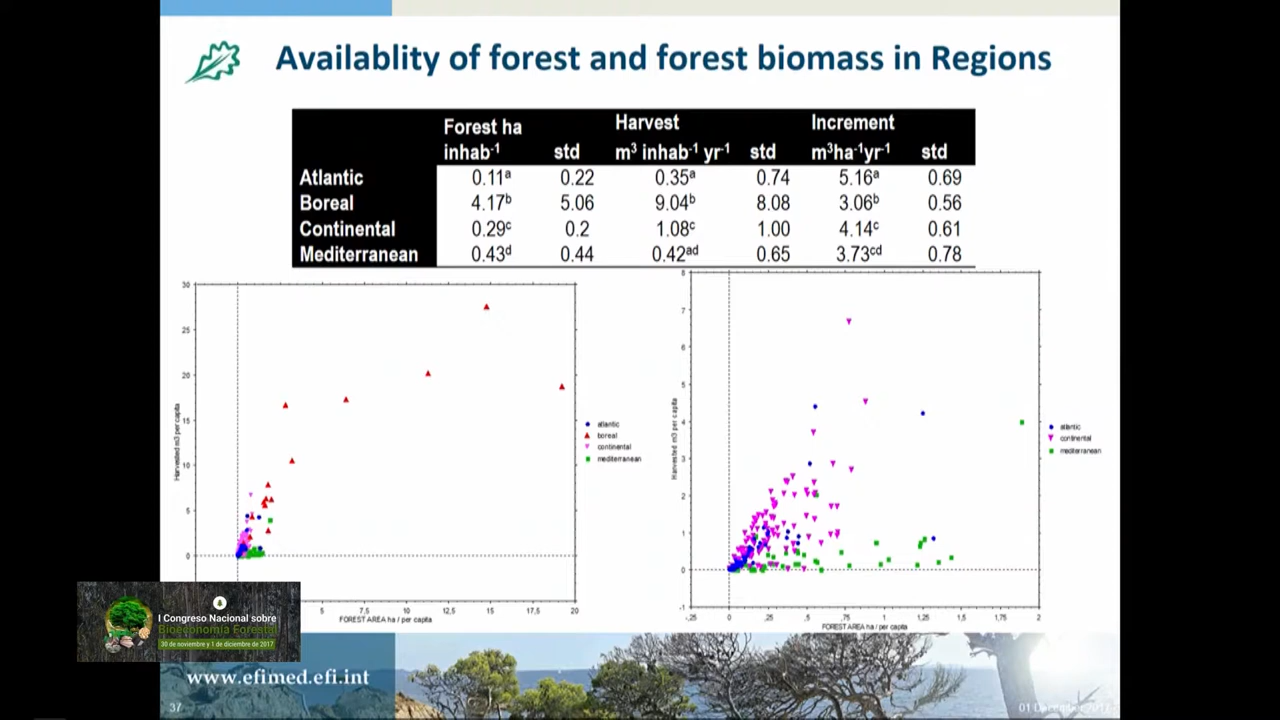 Availablity of forest and forest biomass in Regions
Forest ha inhab⁻¹ std Harvest m³ inhab⁻¹ yr⁻¹ std Increment m³ha⁻¹yr⁻¹ std
Atlantic 0.11ᵃ 0.22 0.35ᵃ 0.74 5.16ᵃ 0.69
Boreal 4.17ᵇ 5.06 9.04ᵇ 8.08 3.06ᵇ 0.56
Continental 0.29ᶜ 0.2 1.08ᶜ 1.00 4.14ᶜ 0.61
Mediterranean 0.43ᵈ 0.44 0.42ᵃᵈ 0.65 3.73ᶜᵈ 0.78
30
25
20
15
10
5
0
Harvested m3 per capita
5 7,5 10 12,5 15 17,5 20
FOREST AREA ha / per capita
atlantic
boreal
continental
mediterranean
8
7
6
5
4
3
2
1
0
-1
Harvested m3 per capita
-,25 0 ,25 ,5 ,75 1 1,25 1,5 1,75 2
FOREST AREA ha / per capita
atlantic
continental
mediterranean
I Congreso Nacional sobre
Bioeconomía Forestal
30 de noviembre y 1 de diciembre de 2017
www.efimed.efi.int
37